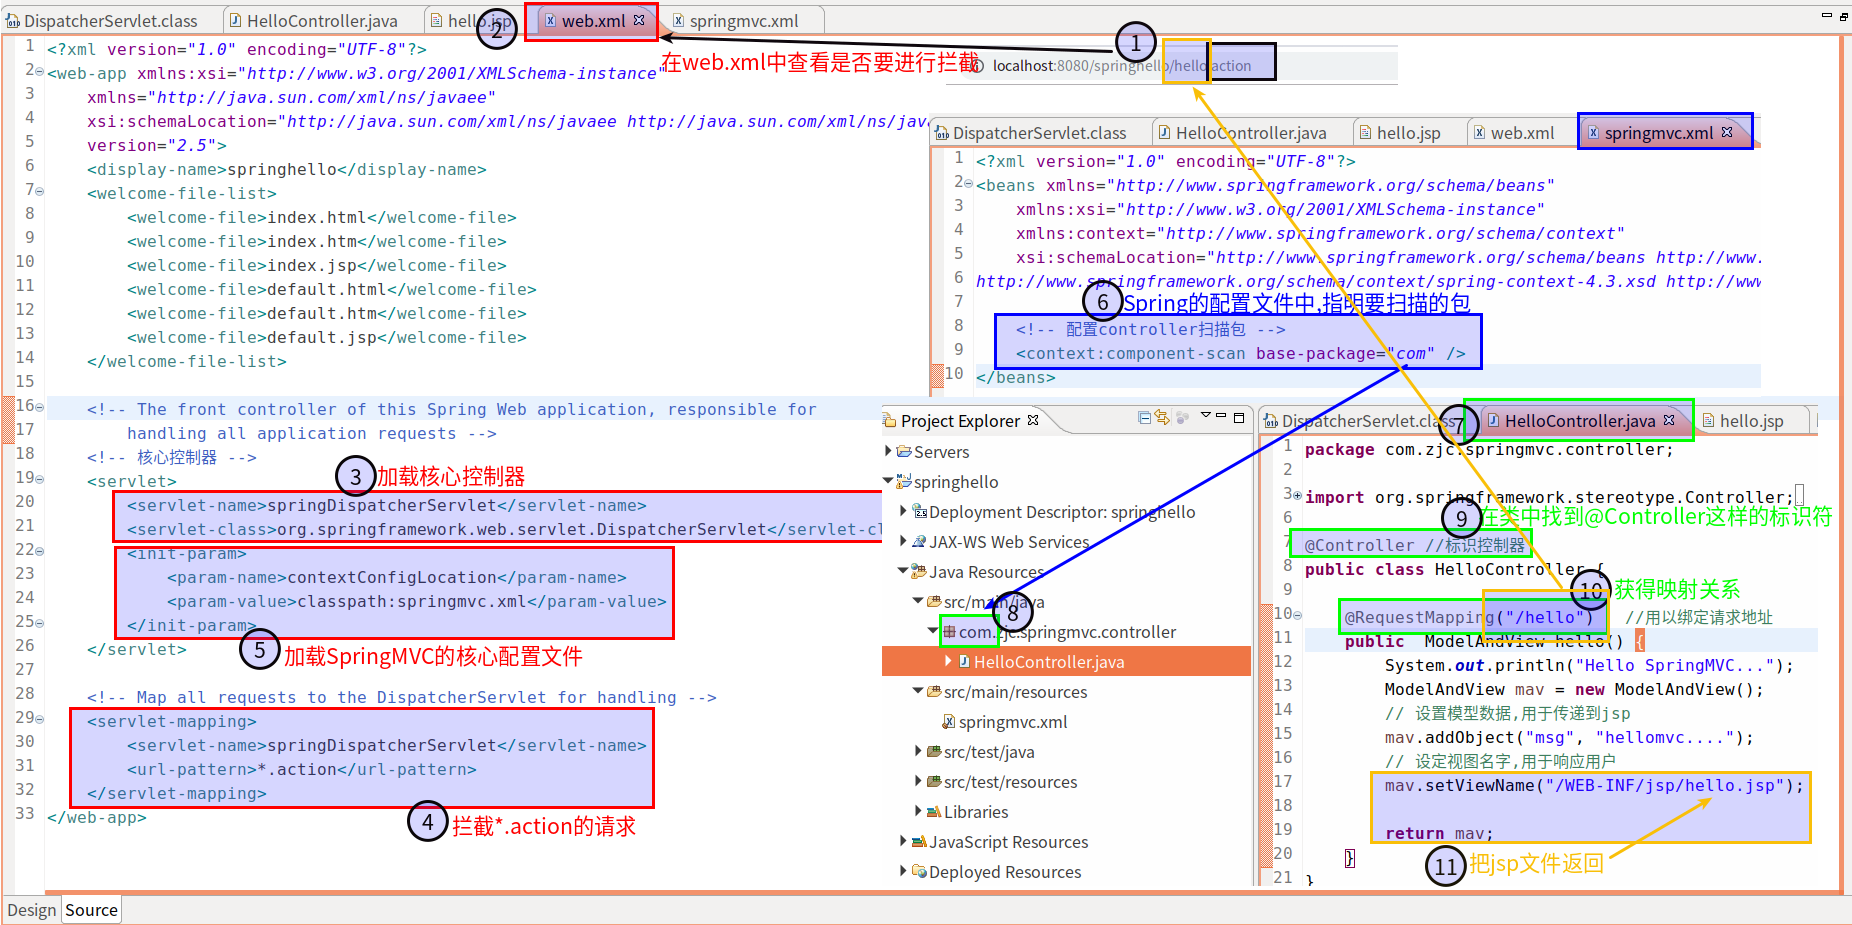 DispatcherServlet.class
HelloController.java
hello.jsp
web.xml
springmvc.xml
1 <?xml version="1.0" encoding="UTF-8"?>
2 <web-app xmlns:xsi="http://www.w3.org/2001/XMLSchema-instance"
3 xmlns="http://java.sun.com/xml/ns/javaee"
4 xsi:schemaLocation="http://java.sun.com/xml/ns/javaee http://java.sun.com/xml/ns/jav
5 version="2.5">
6 <display-name>springhello</display-name>
7 <welcome-file-list>
8 <welcome-file>index.html</welcome-file>
9 <welcome-file>index.htm</welcome-file>
10 <welcome-file>index.jsp</welcome-file>
11 <welcome-file>default.html</welcome-file>
12 <welcome-file>default.htm</welcome-file>
13 <welcome-file>default.jsp</welcome-file>
14 </welcome-file-list>
15
16 <!-- The front controller of this Spring Web application, responsible for
17 handling all application requests -->
18 <!-- 核心控制器 -->
19 <servlet>
20 <servlet-name>springDispatcherServlet</servlet-name>
21 <servlet-class>org.springframework.web.servlet.DispatcherServlet</servlet-cl
22 <init-param>
23 <param-name>contextConfigLocation</param-name>
24 <param-value>classpath:springmvc.xml</param-value>
25 </init-param>
26 </servlet>
27
28 <!-- Map all requests to the DispatcherServlet for handling -->
29 <servlet-mapping>
30 <servlet-name>springDispatcherServlet</servlet-name>
31 <url-pattern>*.action</url-pattern>
32 </servlet-mapping>
33 </web-app>
Design
Source
1
2
在web.xml中查看是否要进行拦截
localhost:8080/springhello/hello.action
3 加载核心控制器
5 加载SpringMVC的核心配置文件
4 拦截*.action的请求
DispatcherServlet.class
HelloController.java
hello.jsp
web.xml
springmvc.xml
1 <?xml version="1.0" encoding="UTF-8"?>
2 <beans xmlns="http://www.springframework.org/schema/beans"
3 xmlns:xsi="http://www.w3.org/2001/XMLSchema-instance"
4 xmlns:context="http://www.springframework.org/schema/context"
5 xsi:schemaLocation="http://www.springframework.org/schema/beans http://www.
6 http://www.springframework.org/schema/context/spring-context-4.3.xsd http://www
7
8 <!-- 配置controller扫描包 -->
9 <context:component-scan base-package="com" />
10 </beans>
6 Spring的配置文件中,指明要扫描的包
Project Explorer
Servers
springhello
Deployment Descriptor: springhello
JAX-WS Web Services
Java Resources
src/main/java
8
com.zjc.springmvc.controller
HelloController.java
src/main/resources
springmvc.xml
src/test/java
src/test/resources
Libraries
JavaScript Resources
Deployed Resources
DispatcherServlet.class
7
HelloController.java
hello.jsp
1 package com.zjc.springmvc.controller;
2
3 import org.springframework.stereotype.Controller;
6
9 在类中找到@Controller这样的标识符
7 @Controller //标识控制器
8 public class HelloController {
9
10 获得映射关系
10 @RequestMapping("/hello") //用以绑定请求地址
11 public ModelAndView hello() {
12 System.out.println("Hello SpringMVC...");
13 ModelAndView mav = new ModelAndView();
14 // 设置模型数据,用于传递到jsp
15 mav.addObject("msg", "hellomvc....");
16 // 设定视图名字,用于响应用户
17 mav.setViewName("/WEB-INF/jsp/hello.jsp");
18
19 return mav;
20 }
21 }
11 把jsp文件返回